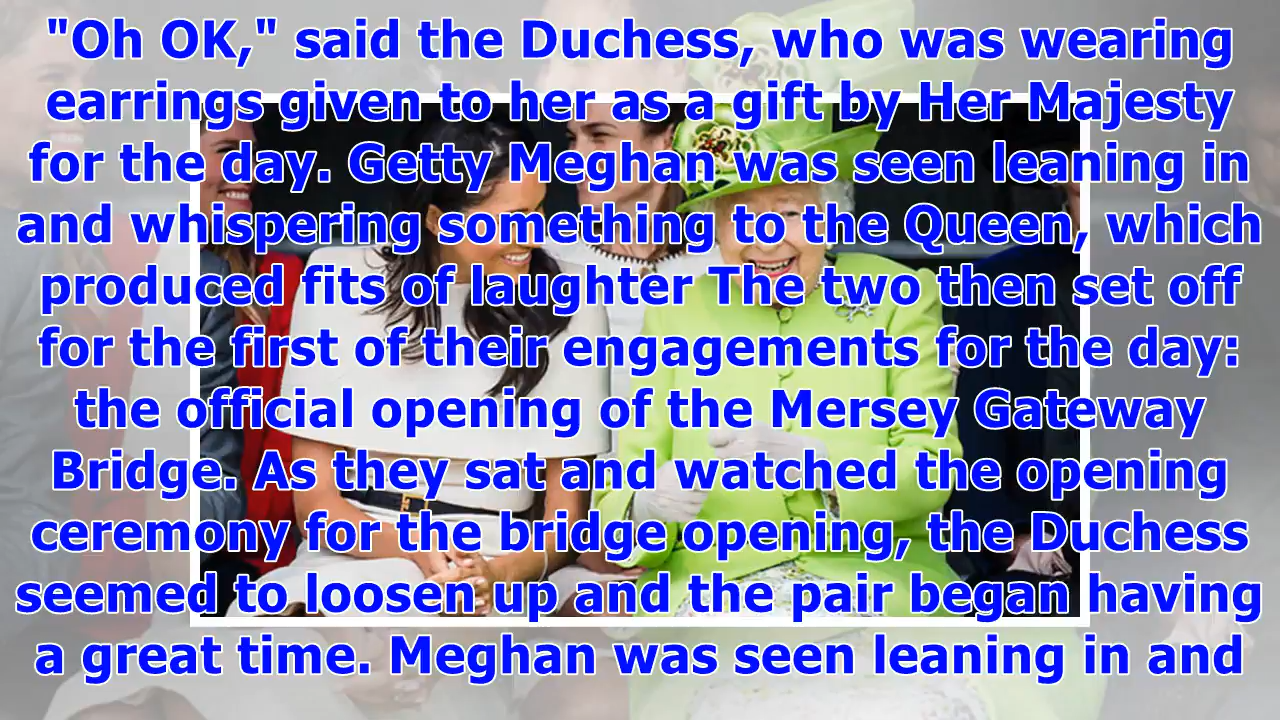 "Oh OK," said the Duchess, who was wearing
earrings given to her as a gift by Her Majesty
for the day. Getty Meghan was seen leaning in
and whispering something to the Queen, which
produced fits of laughter The two then set off
for the first of their engagements for the day:
the official opening of the Mersey Gateway
Bridge. As they sat and watched the opening
ceremony for the bridge opening, the Duchess
seemed to loosen up and the pair began having
a great time. Meghan was seen leaning in and